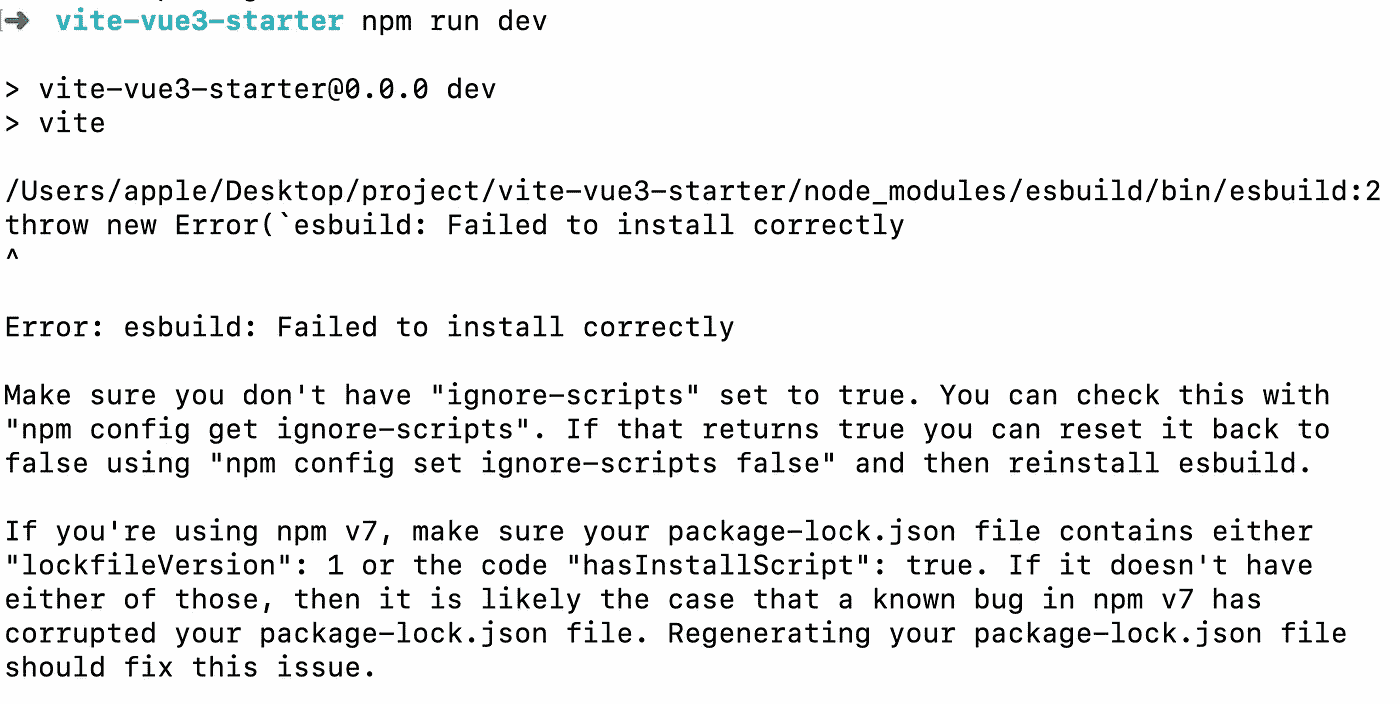 ➜ vite-vue3-starter npm run dev
> vite-vue3-starter@0.0.0 dev
> vite
/Users/apple/Desktop/project/vite-vue3-starter/node_modules/esbuild/bin/esbuild:2
throw new Error(`esbuild: Failed to install correctly
^
Error: esbuild: Failed to install correctly
Make sure you don't have "ignore-scripts" set to true. You can check this with
"npm config get ignore-scripts". If that returns true you can reset it back to
false using "npm config set ignore-scripts false" and then reinstall esbuild.
If you're using npm v7, make sure your package-lock.json file contains either
"lockfileVersion": 1 or the code "hasInstallScript": true. If it doesn't have
either of those, then it is likely the case that a known bug in npm v7 has
corrupted your package-lock.json file. Regenerating your package-lock.json file
should fix this issue.